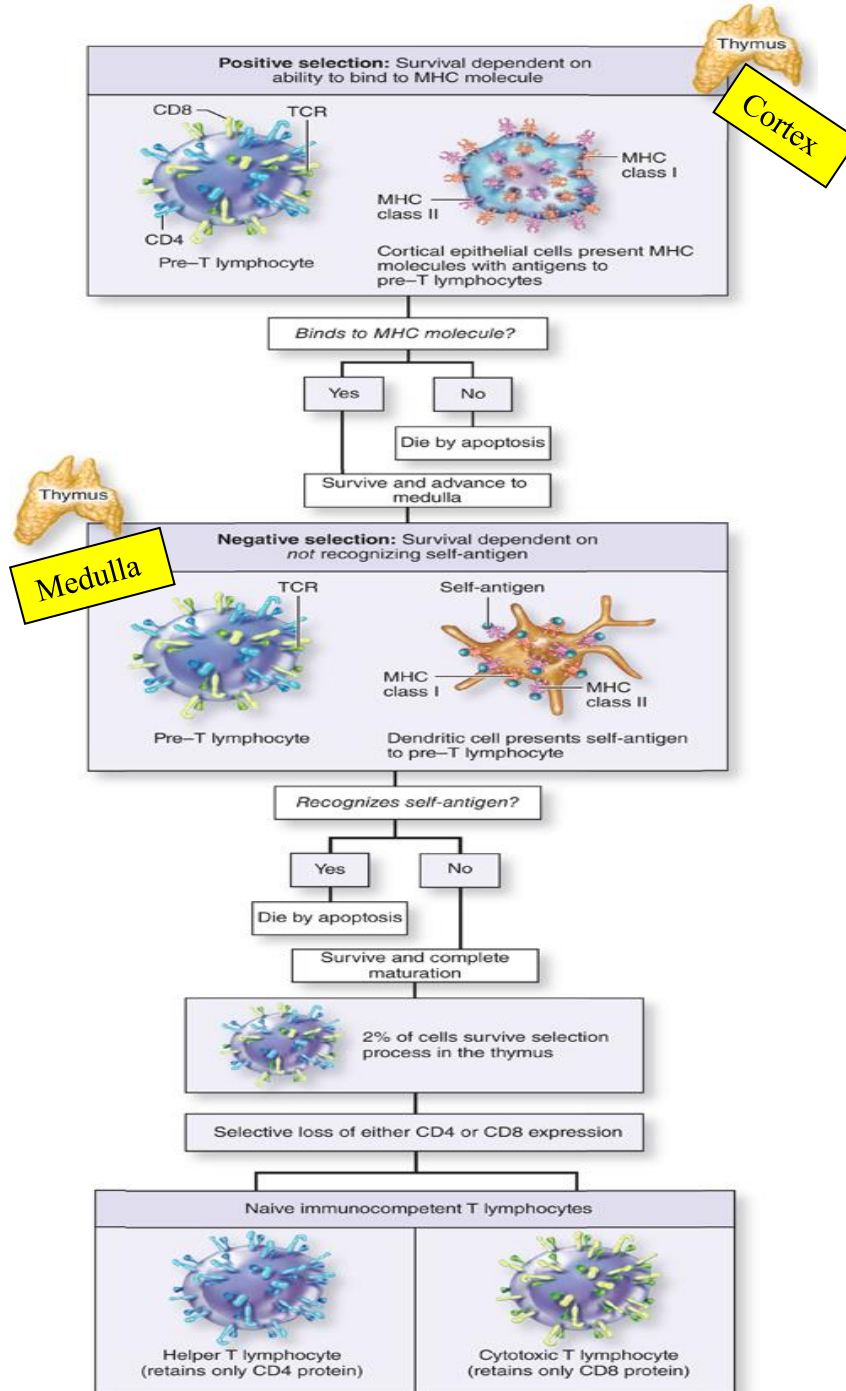 Thymus
Cortex
Positive selection: Survival dependent on
ability to bind to MHC molecule
CD8
TCR
CD4
Pre–T lymphocyte
MHC
class I
MHC
class II
Cortical epithelial cells present MHC
molecules with antigens to
pre–T lymphocytes
Binds to MHC molecule?
Yes
No
Die by apoptosis
Survive and advance to
medulla
Thymus
Medulla
Negative selection: Survival dependent on
not recognizing self-antigen
TCR
Pre–T lymphocyte
Self-antigen
MHC
class I
MHC
class II
Dendritic cell presents self-antigen
to pre–T lymphocyte
Recognizes self-antigen?
Yes
No
Die by apoptosis
Survive and complete
maturation
2% of cells survive selection
process in the thymus
Selective loss of either CD4 or CD8 expression
Naive immunocompetent T lymphocytes
Helper T lymphocyte
(retains only CD4 protein)
Cytotoxic T lymphocyte
(retains only CD8 protein)